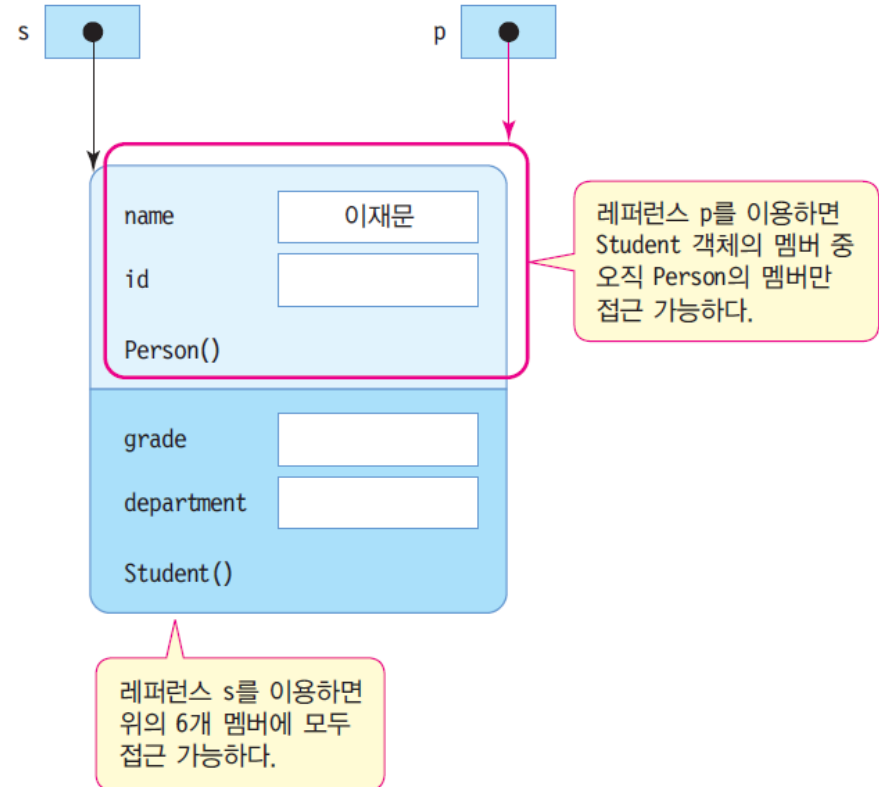 s
p
name
이재문
id
Person()
레퍼런스 p를 이용하면
Student 객체의 멤버 중
오직 Person의 멤버만
접근 가능하다.
grade
department
Student()
레퍼런스 s를 이용하면
위의 6개 멤버에 모두
접근 가능하다.